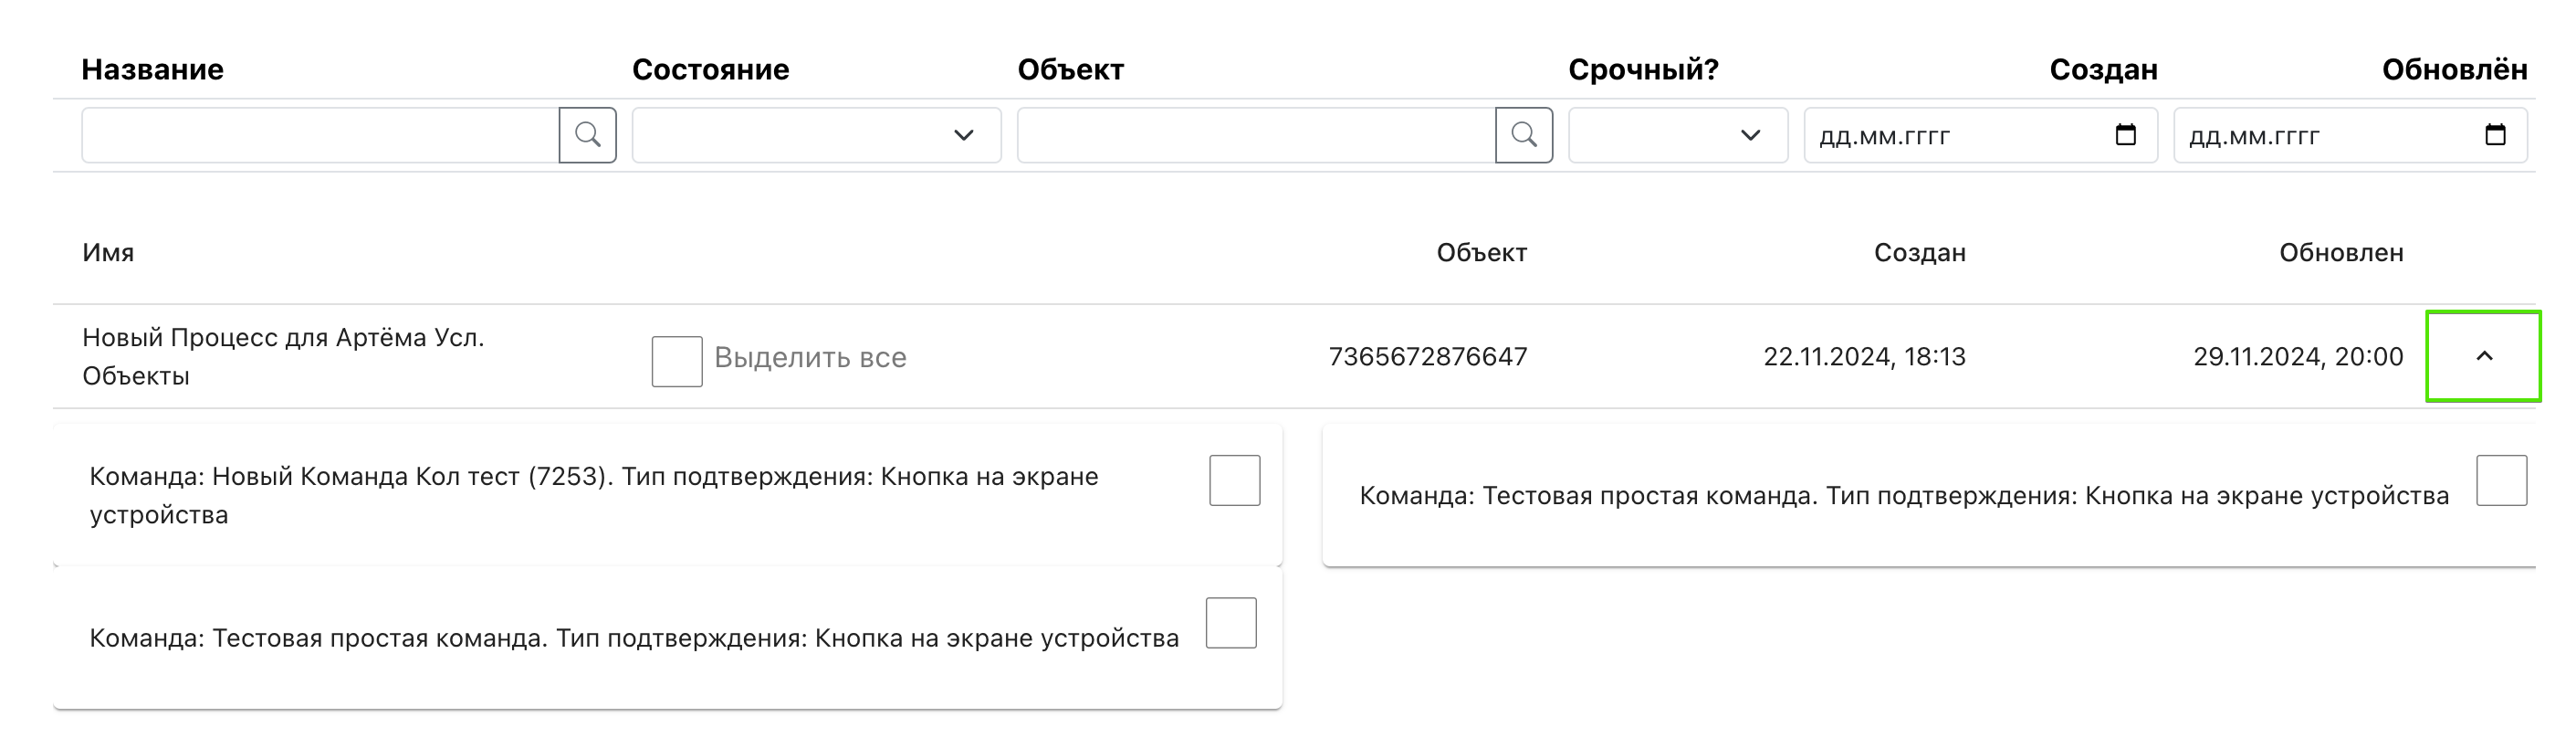 Название Состояние Объект Срочный? Создан Обновлён
дд.мм.гггг дд.мм.гггг
Имя Объект Создан Обновлен
Новый Процесс для Артёма Усл.
Объекты
Выделить все 7365672876647 22.11.2024, 18:13 29.11.2024, 20:00
Команда: Новый Команда Кол тест (7253). Тип подтверждения: Кнопка на экране
устройства
Команда: Тестовая простая команда. Тип подтверждения: Кнопка на экране устройства
Команда: Тестовая простая команда. Тип подтверждения: Кнопка на экране устройства